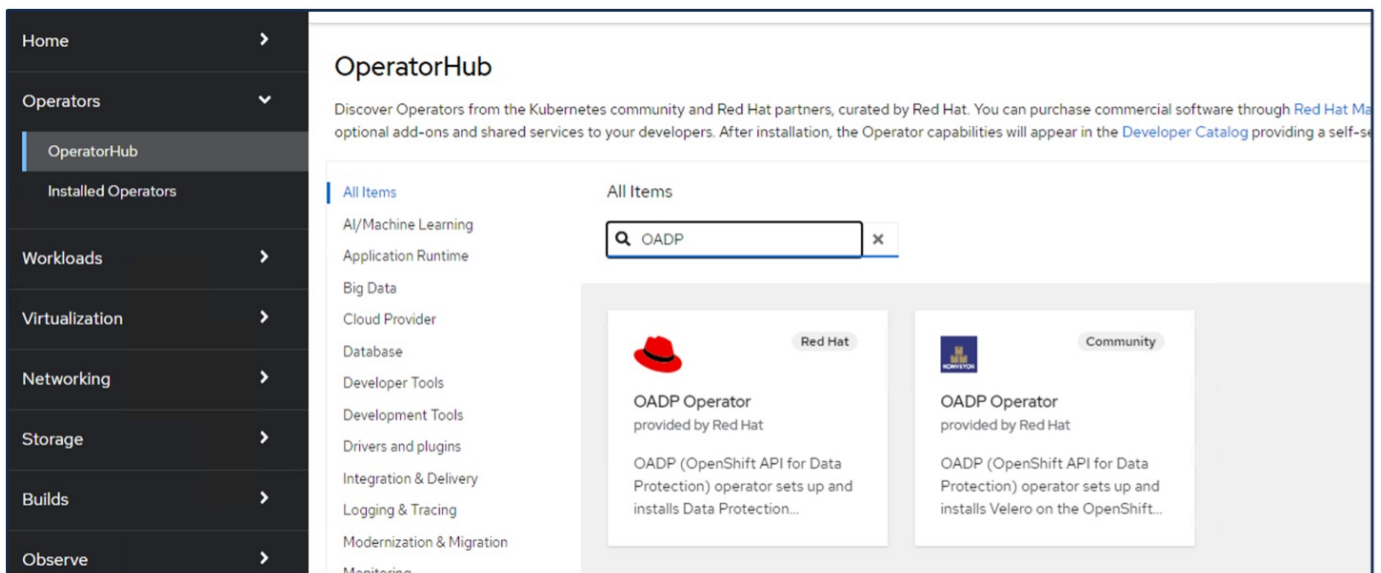 Home
Operators
OperatorHub
Installed Operators
Workloads
Virtualization
Networking
Storage
Builds
Observe
OperatorHub
Discover Operators from the Kubernetes community and Red Hat partners, curated by Red Hat. You can purchase commercial software through Red Hat Ma
optional add-ons and shared services to your developers. After installation, the Operator capabilities will appear in the Developer Catalog providing a self-se
All Items
AI/Machine Learning
Application Runtime
Big Data
Cloud Provider
Database
Developer Tools
Development Tools
Drivers and plugins
Integration & Delivery
Logging & Tracing
Modernization & Migration
Monitoring
All Items
OADP
Red Hat
OADP Operator
provided by Red Hat
OADP (OpenShift API for Data
Protection) operator sets up and
installs Data Protection...
KONVEYOR
Community
OADP Operator
provided by Red Hat
OADP (OpenShift API for Data
Protection) operator sets up and
installs Velero on the OpenShift...